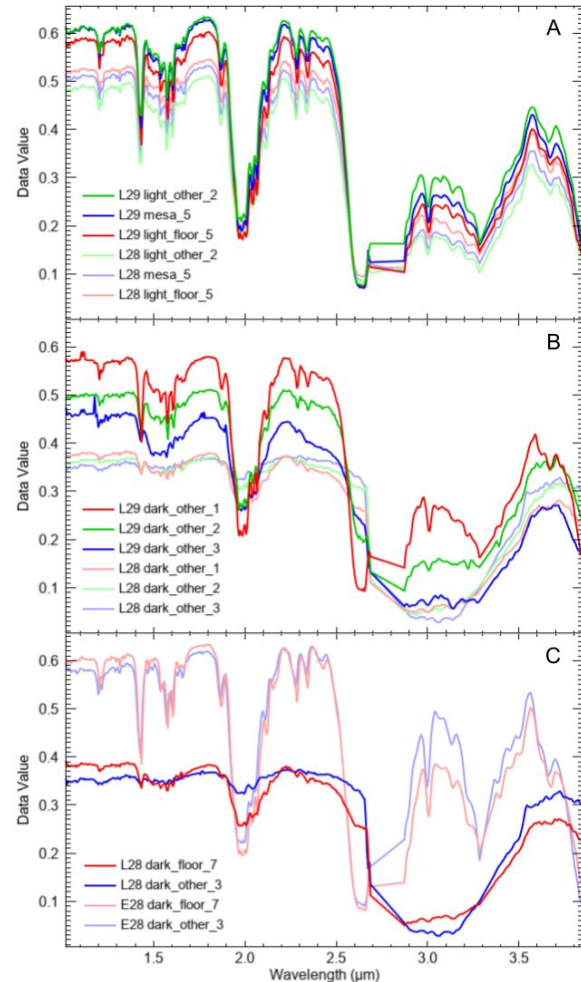 A
0.6
0.5
0.4
0.3
0.2
0.1
Data Value
L29 light_other_2
L29 mesa_5
L29 light_floor_5
L28 light_other_2
L28 mesa_5
L28 light_floor_5
B
0.6
0.5
0.4
0.3
0.2
0.1
Data Value
L29 dark_other_1
L29 dark_other_2
L29 dark_other_3
L28 dark_other_1
L28 dark_other_2
L28 dark_other_3
C
0.6
0.5
0.4
0.3
0.2
0.1
Data Value
L28 dark_floor_7
L28 dark_other_3
E28 dark_floor_7
E28 dark_other_3
1.5 2.0 2.5 3.0 3.5
Wavelength (µm)